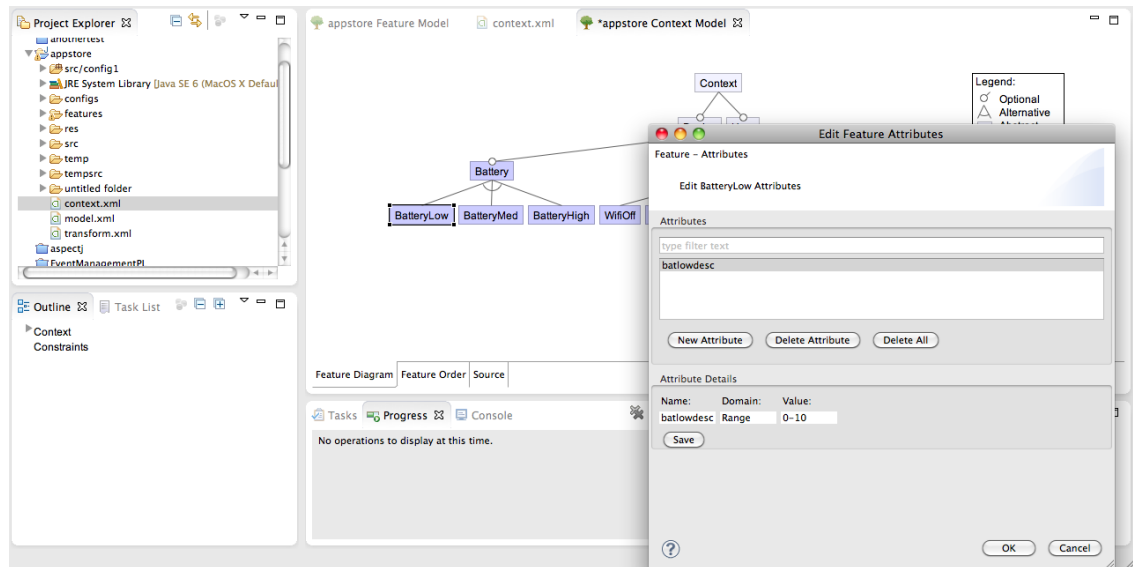 Project Explorer
anothertest
appstore
src/config1
JRE System Library [Java SE 6 (MacOS X Defaul
configs
features
res
src
temp
tempsrc
untitled folder
context.xml
model.xml
transform.xml
aspectj
EventManagementPL
Outline
Task List
Context
Constraints
appstore Feature Model
context.xml
*appstore Context Model
Context
Legend:
Optional
Alternative
Abstract
Battery
BatteryLow
BatteryMed
BatteryHigh
WifiOff
Feature Diagram
Feature Order
Source
Tasks
Progress
Console
No operations to display at this time.
Edit Feature Attributes
Feature - Attributes
Edit BatteryLow Attributes
Attributes
type filter text
batlowdesc
New Attribute
Delete Attribute
Delete All
Attribute Details
Name: Domain: Value:
batlowdesc Range 0-10
Save
?
OK
Cancel